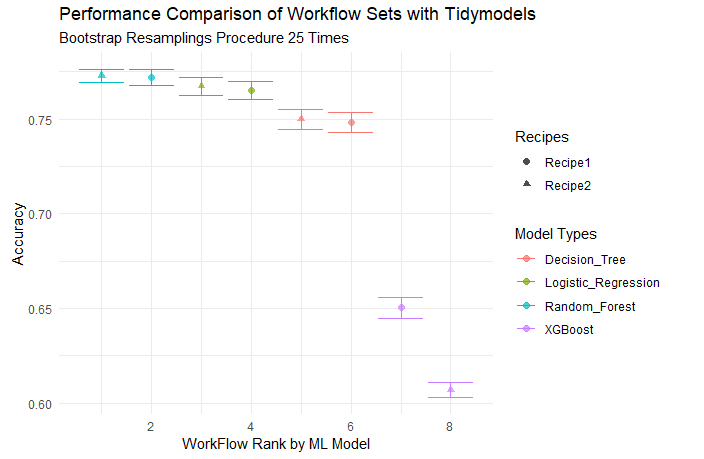 Performance Comparison of Workflow Sets with Tidymodels
Bootstrap Resamplings Procedure 25 Times
0.75
0.70
0.65
0.60
Accuracy
2
4
6
8
WorkFlow Rank by ML Model
Recipes
Recipe1
Recipe2
Model Types
Decision_Tree
Logistic_Regression
Random_Forest
XGBoost